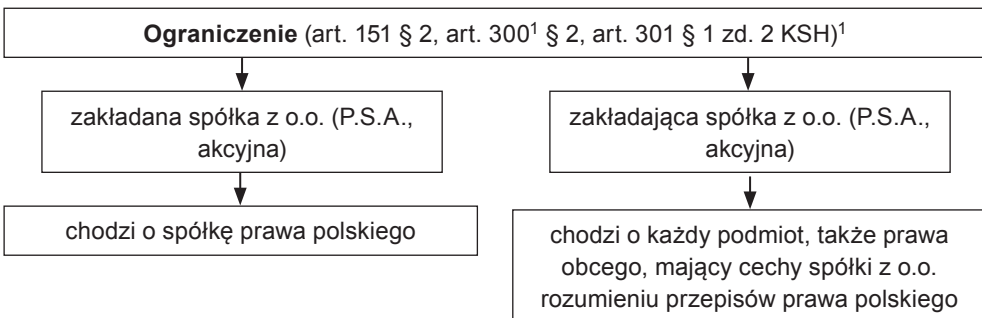 Ograniczenie (art. 151 § 2, art. 300¹ § 2, art. 301 § 1 zd. 2 KSH)¹
zakładana spółka z o.o. (P.S.A.,
akcyjna)
zakładająca spółka z o.o. (P.S.A.,
akcyjna)
chodzi o spółkę prawa polskiego
chodzi o każdy podmiot, także prawa
obcego, mający cechy spółki z o.o.
rozumieniu przepisów prawa polskiego